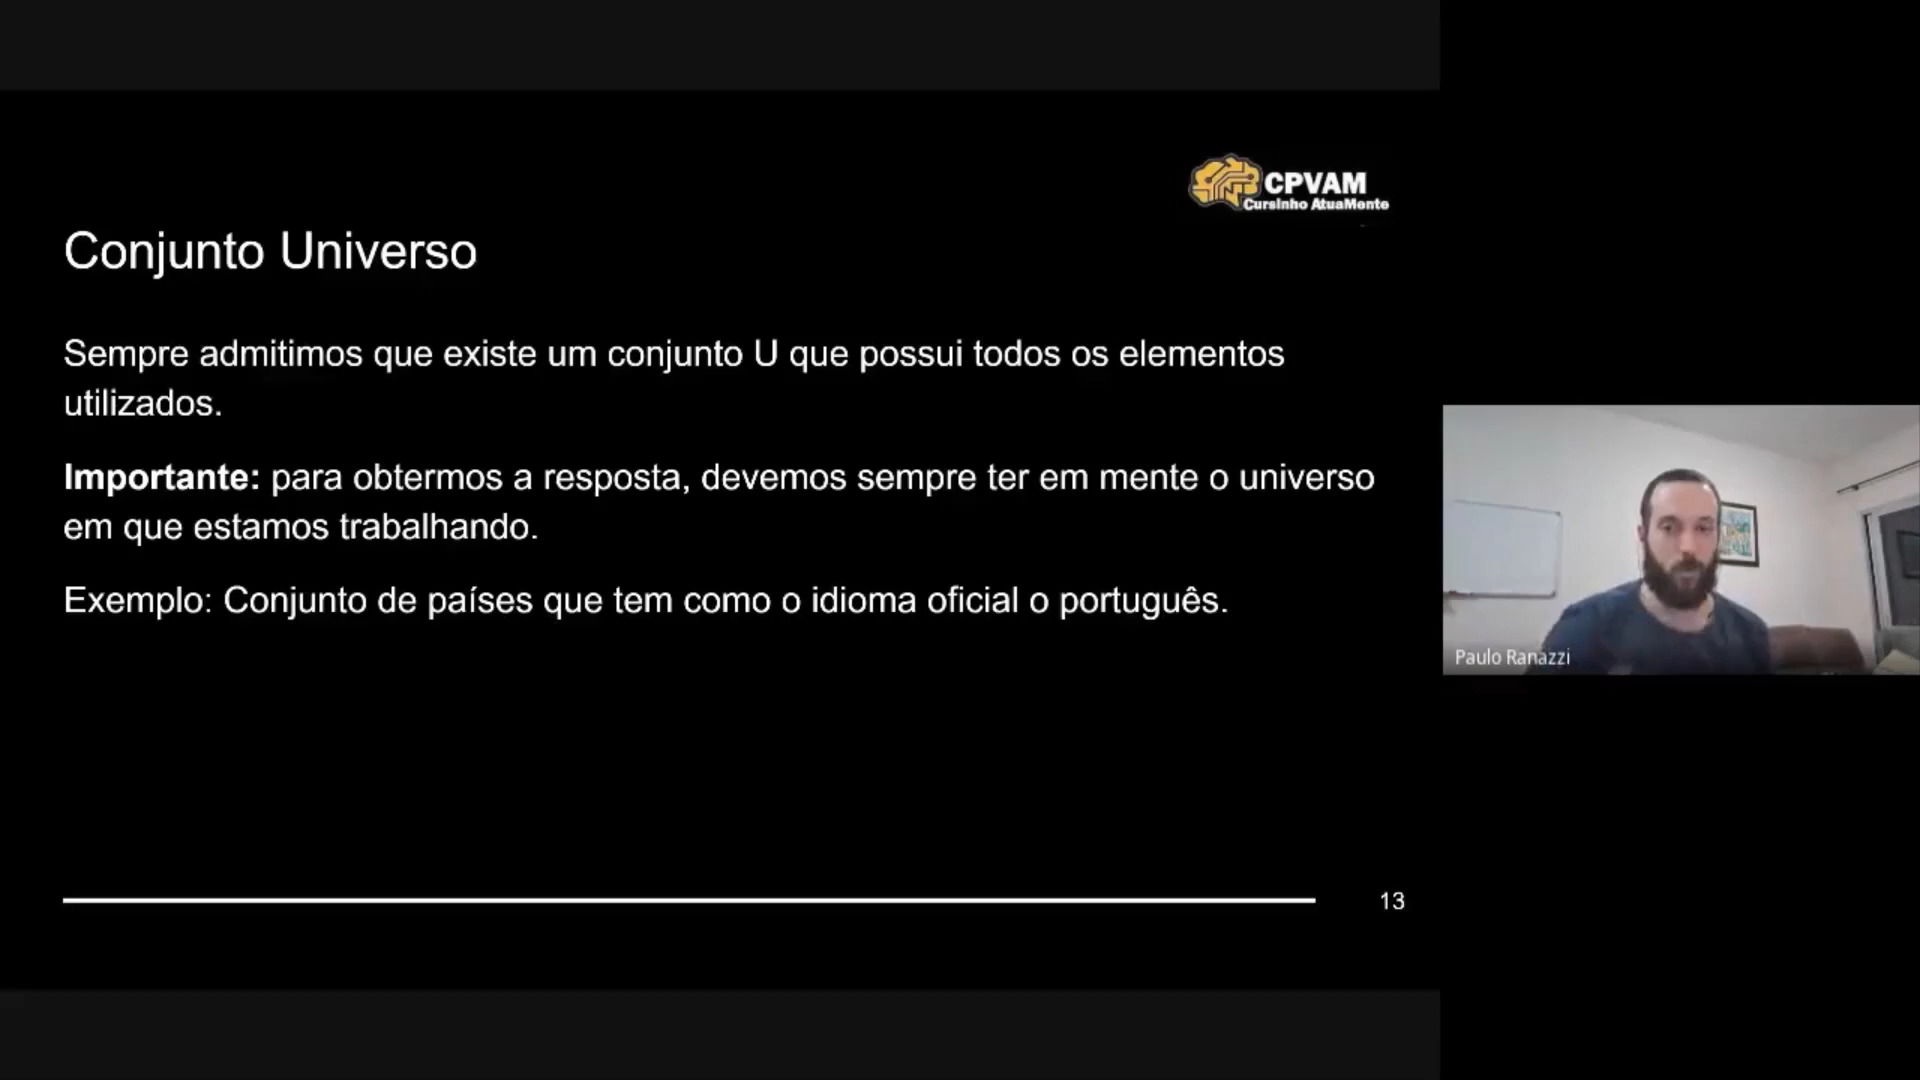 CPVAM
Cursinho AtuaMente
Conjunto Universo
Sempre admitimos que existe um conjunto U que possui todos os elementos
utilizados.
Importante: para obtermos a resposta, devemos sempre ter em mente o universo
em que estamos trabalhando.
Exemplo: Conjunto de países que tem como o idioma oficial o português.
Paulo Ranazzi
13